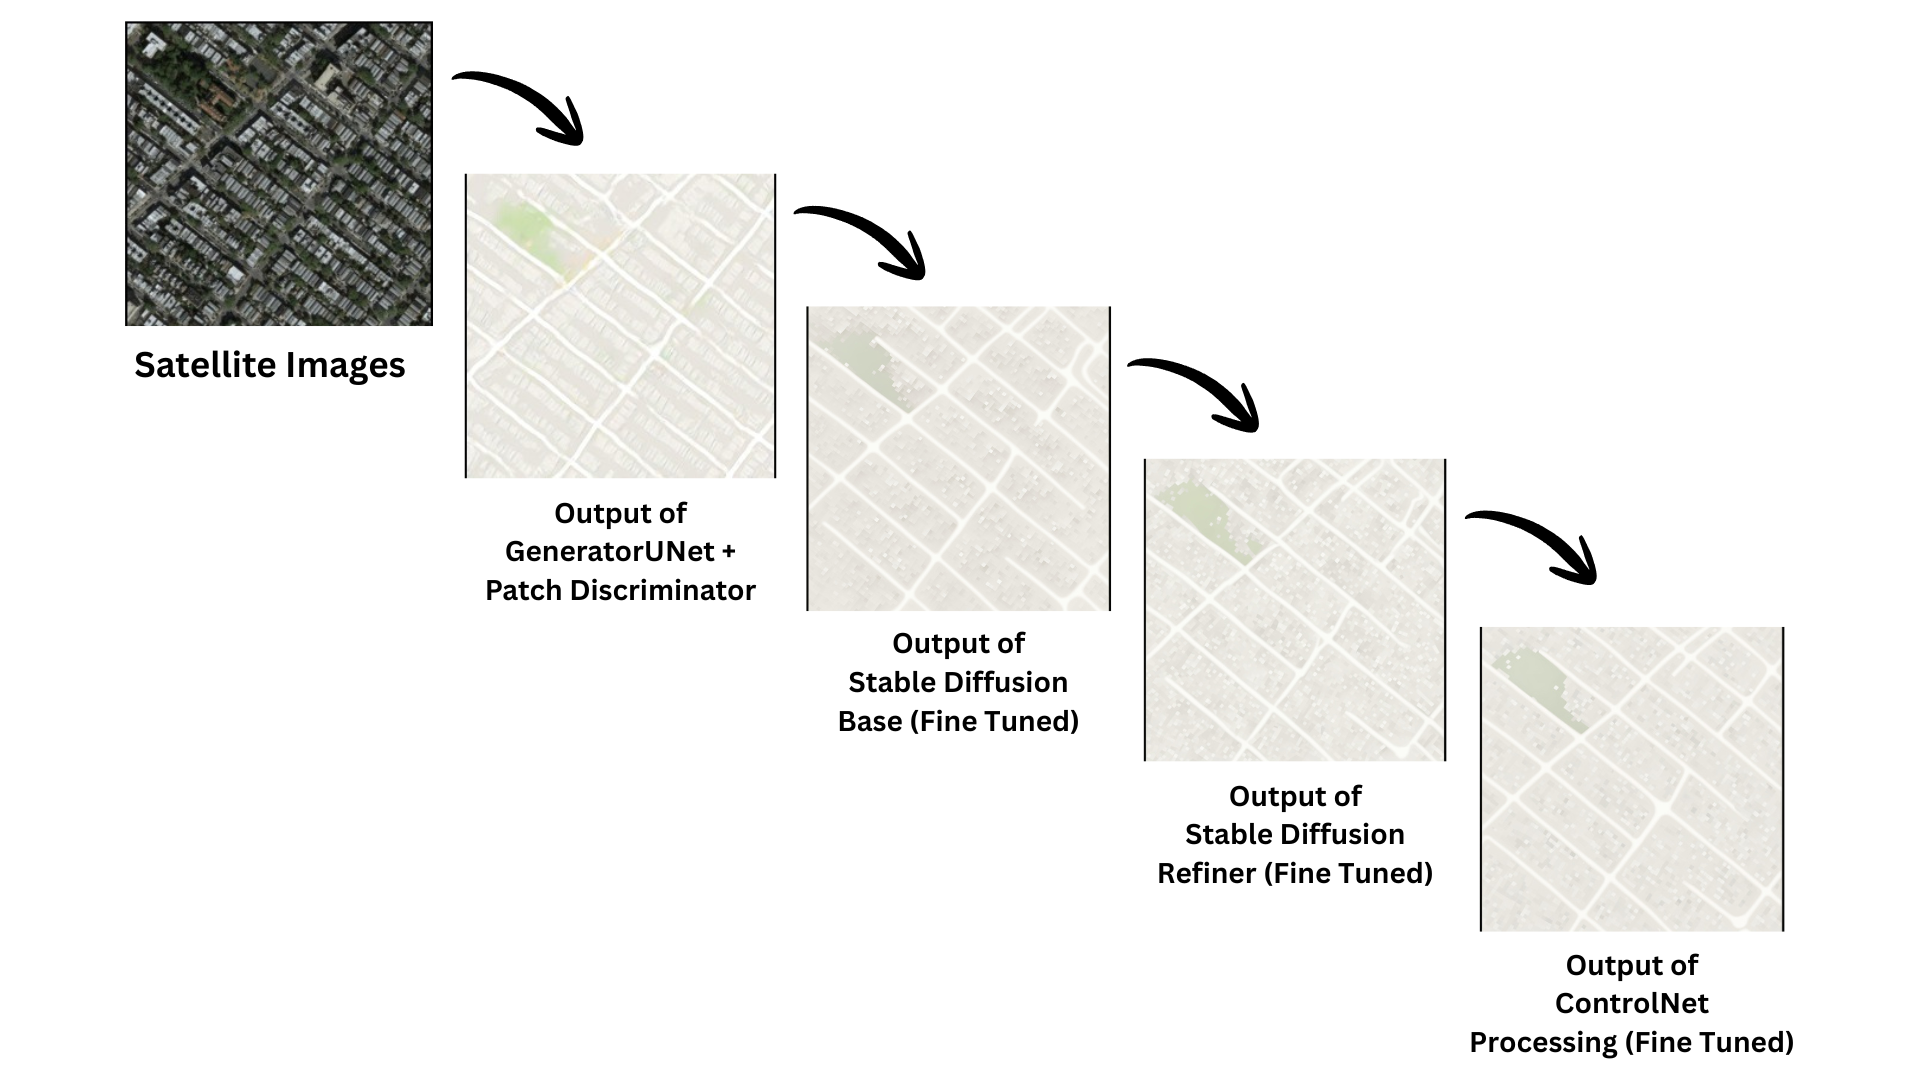 Satellite Images
Output of
GeneratorUNet +
Patch Discriminator
Output of
Stable Diffusion
Base (Fine Tuned)
Output of
Stable Diffusion
Refiner (Fine Tuned)
Output of
ControlNet
Processing (Fine Tuned)